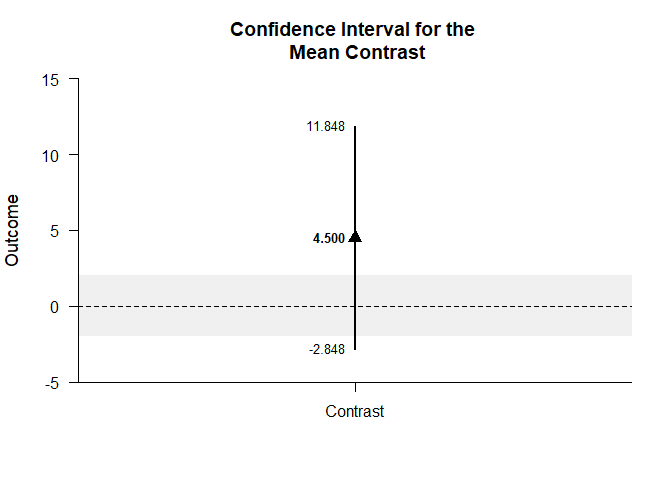 Confidence Interval for the
Mean Contrast
15
10
5
0
-5
Outcome
11.848
4.500
-2.848
Contrast